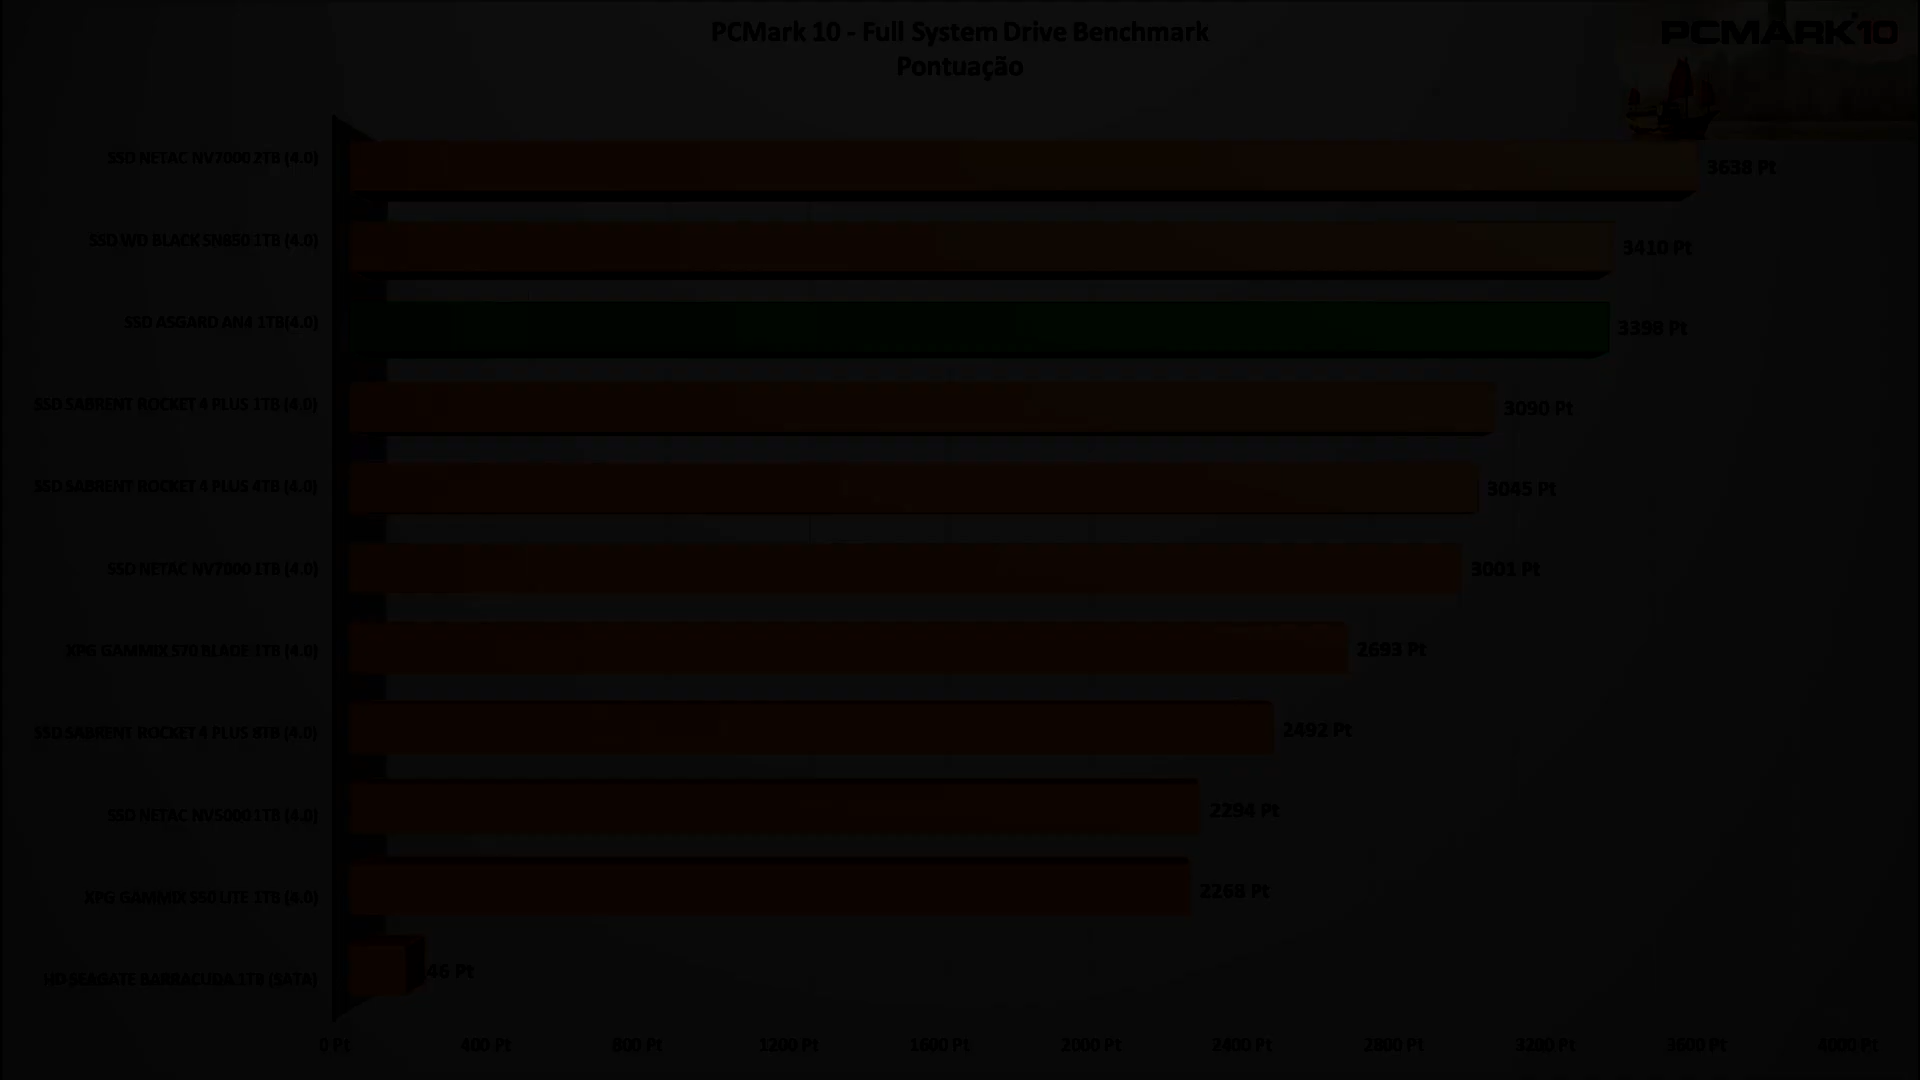 PCMark 10 - Full System Drive Benchmark
Pontuação
PCMARK 10
SSD NETAC NV7000 2TB (4.0)
3638 Pt
SSD WD BLACK SN850 1TB (4.0)
3410 Pt
SSD ASGARD AN4 1TB(4.0)
3398 Pt
SSD SABRENT ROCKET 4 PLUS 1TB (4.0)
3090 Pt
SSD SABRENT ROCKET 4 PLUS 4TB (4.0)
3045 Pt
SSD NETAC NV7000 1TB (4.0)
3001 Pt
XPG GAMMIX S70 BLADE 1TB (4.0)
2693 Pt
SSD SABRENT ROCKET 4 PLUS 8TB (4.0)
2492 Pt
SSD NETAC NV5000 1TB (4.0)
2294 Pt
XPG GAMMIX S50 LITE 1TB (4.0)
2268 Pt
HD SEAGATE BARRACUDA 1TB (SATA)
46 Pt
0 Pt 400 Pt 800 Pt 1200 Pt 1600 Pt 2000 Pt 2400 Pt 2800 Pt 3200 Pt 3600 Pt 4000 Pt